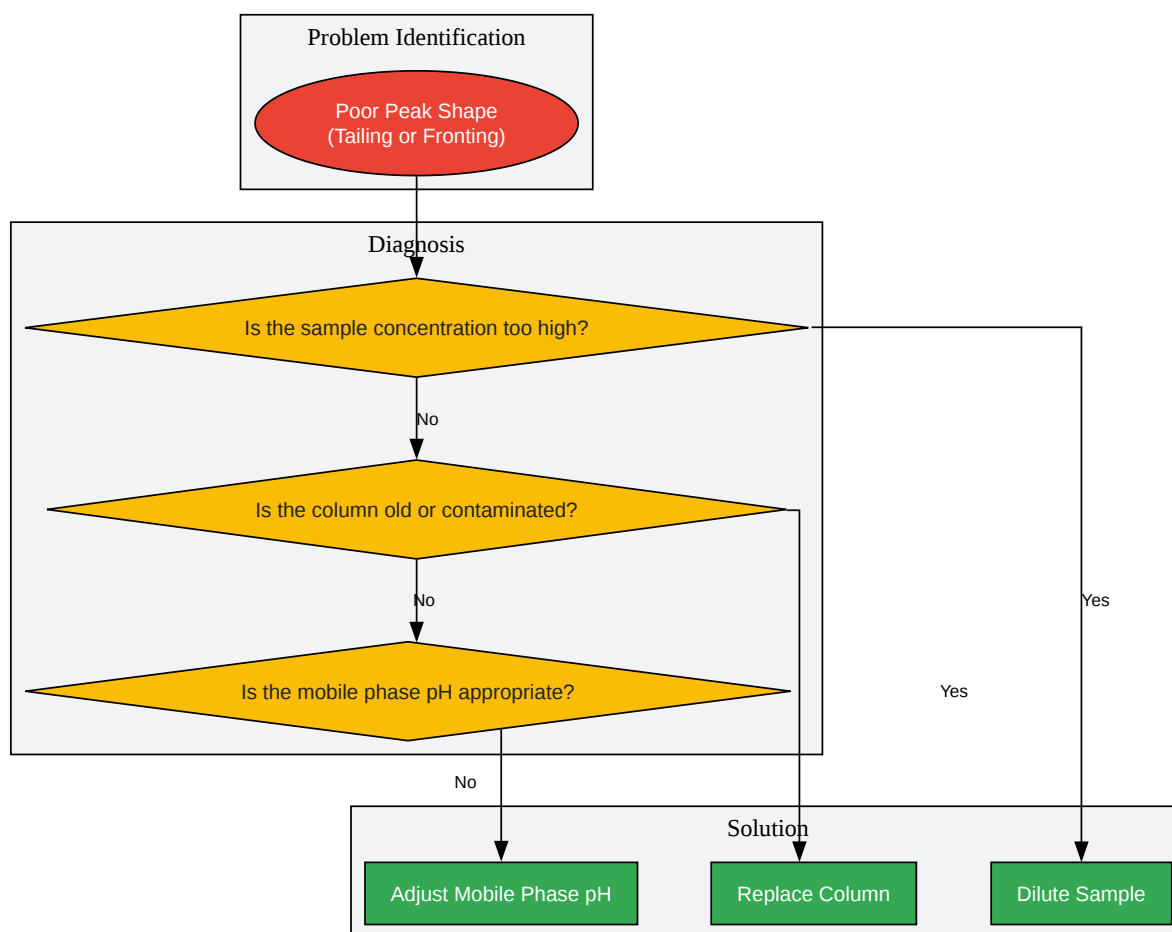 Problem Identification
Poor Peak Shape
(Tailing or Fronting)
Diagnosis
Is the sample concentration too high?
No
Is the column old or contaminated?
No
Yes
Is the mobile phase pH appropriate?
Yes
No
Solution
Adjust Mobile Phase pH
Replace Column
Dilute Sample